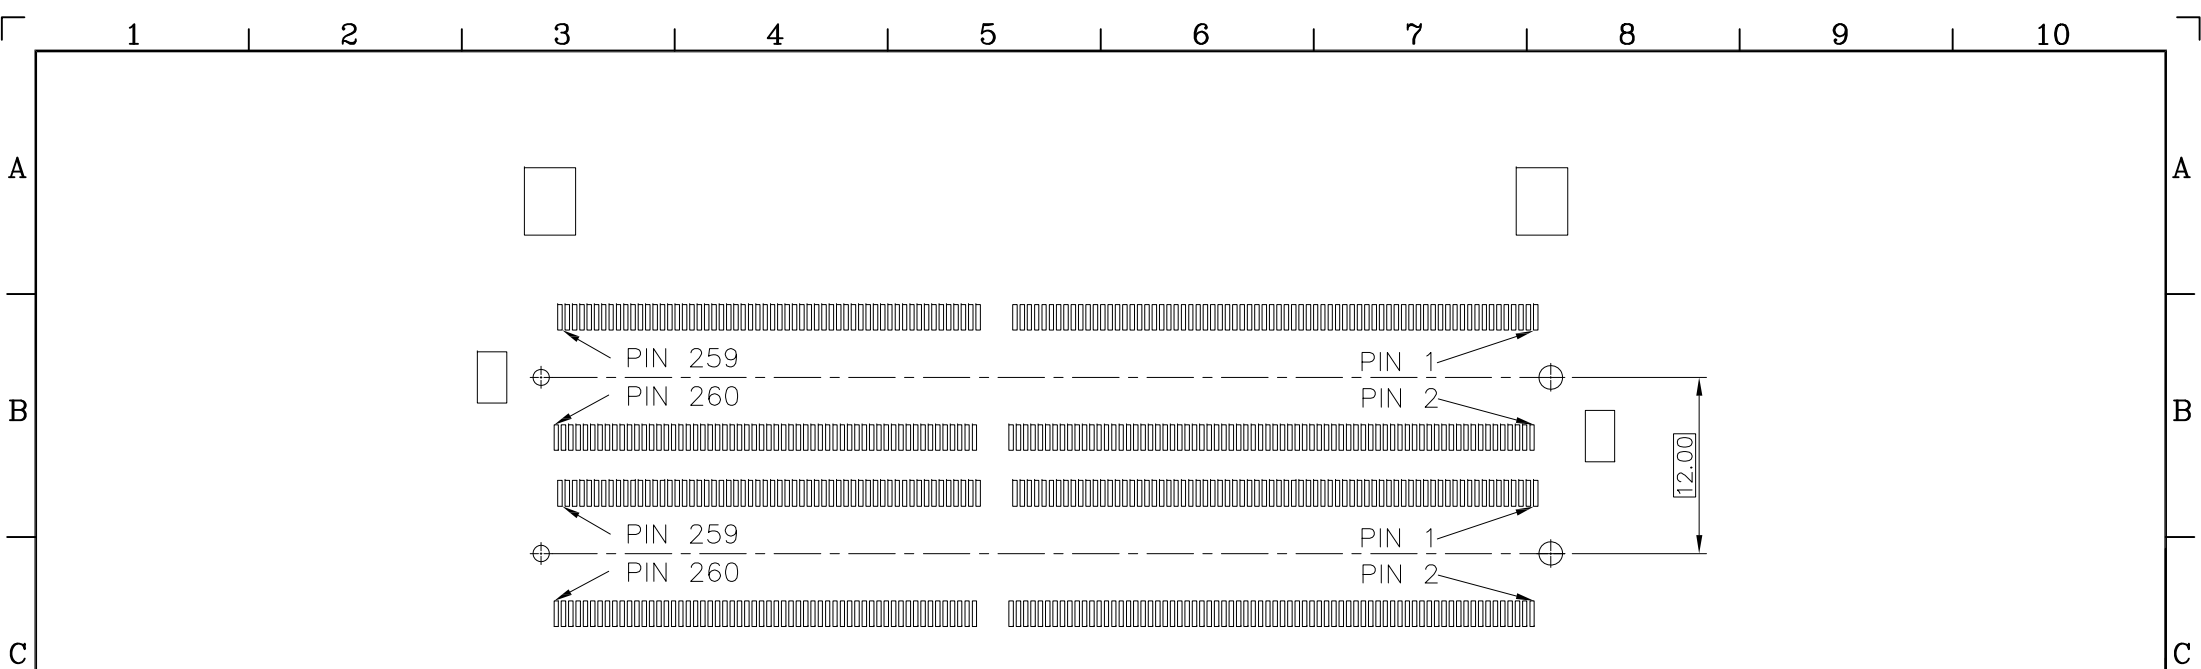 1 2 3 4 5 6 7 8 9 10
A A
PIN 259 PIN 1
PIN 260 PIN 2
B B
12.00
PIN 259 PIN 1
PIN 260 PIN 2
C C